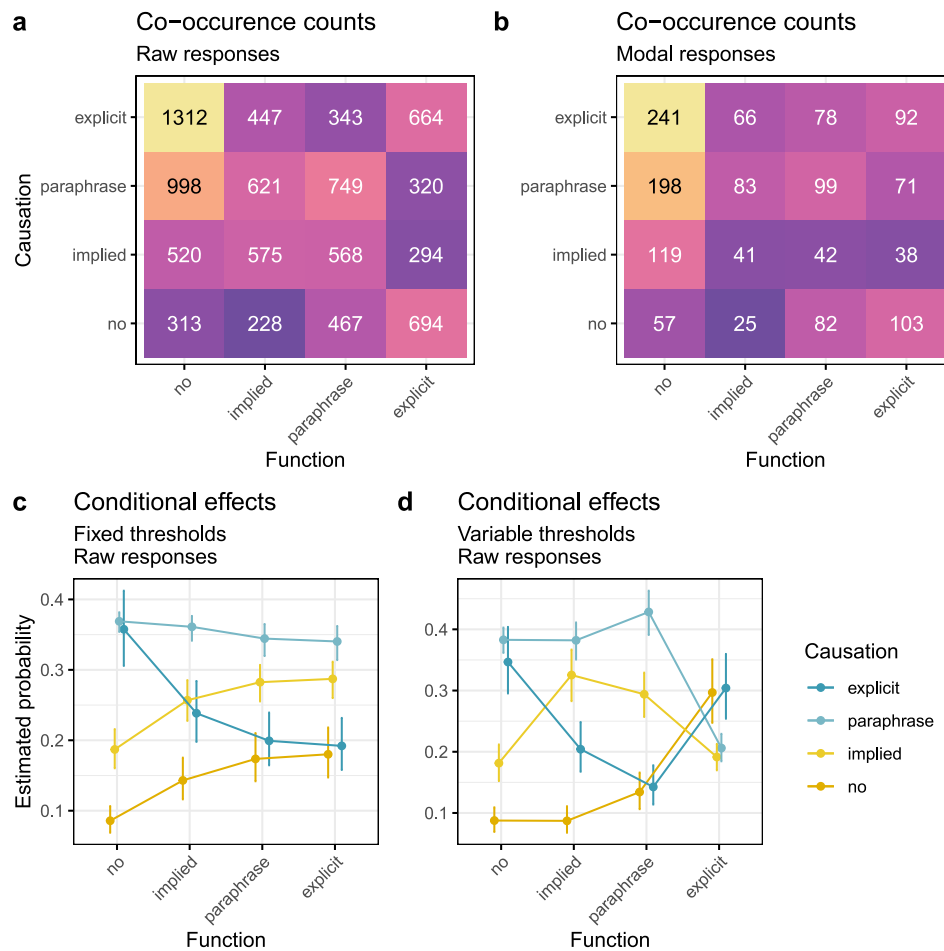 a
Co−occurence counts
Raw responses
Causation
explicit
paraphrase
implied
no
1312 447 343 664
998 621 749 320
520 575 568 294
313 228 467 694
no
implied
paraphrase
explicit
Function
b
Co−occurence counts
Modal responses
explicit
paraphrase
implied
no
241 66 78 92
198 83 99 71
119 41 42 38
57 25 82 103
no
implied
paraphrase
explicit
Function
c
Conditional effects
Fixed thresholds
Raw responses
Estimated probability
0.4
0.3
0.2
0.1
no
implied
paraphrase
explicit
Function
d
Conditional effects
Variable thresholds
Raw responses
0.4
0.3
0.2
0.1
no
implied
paraphrase
explicit
Function
Causation
explicit
paraphrase
implied
no